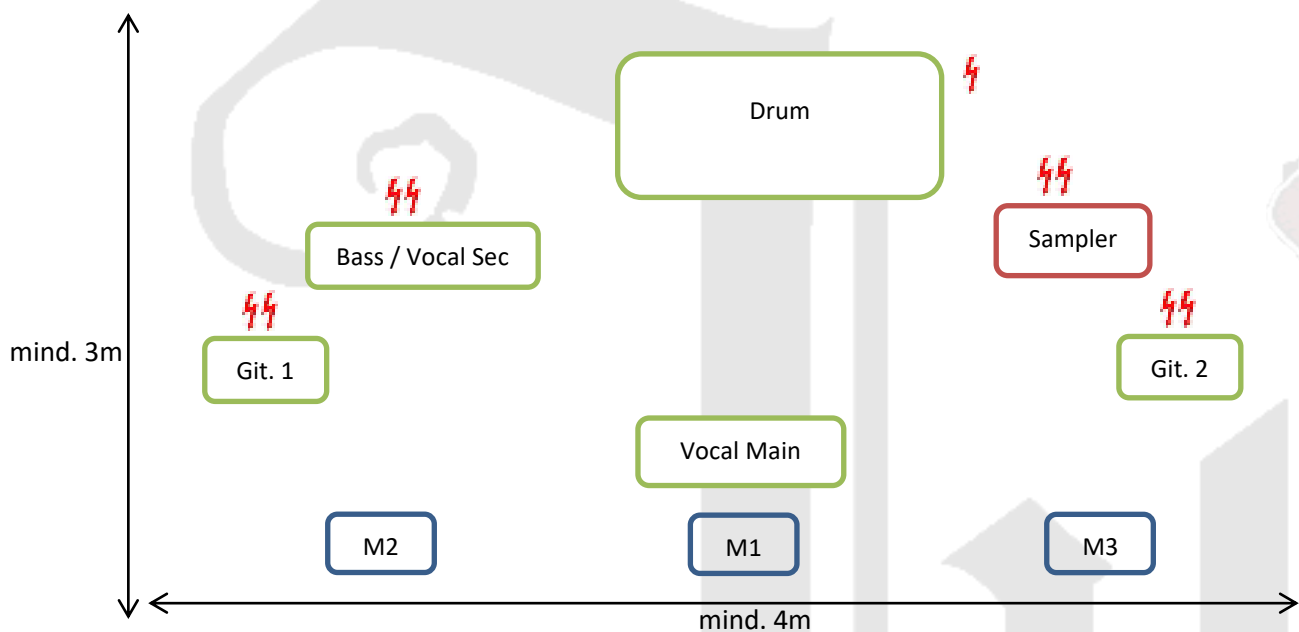 Drum
Sampler
Bass / Vocal Sec
mind. 3m
Git. 1
Git. 2
Vocal Main
M2
M1
M3
mind. 4m